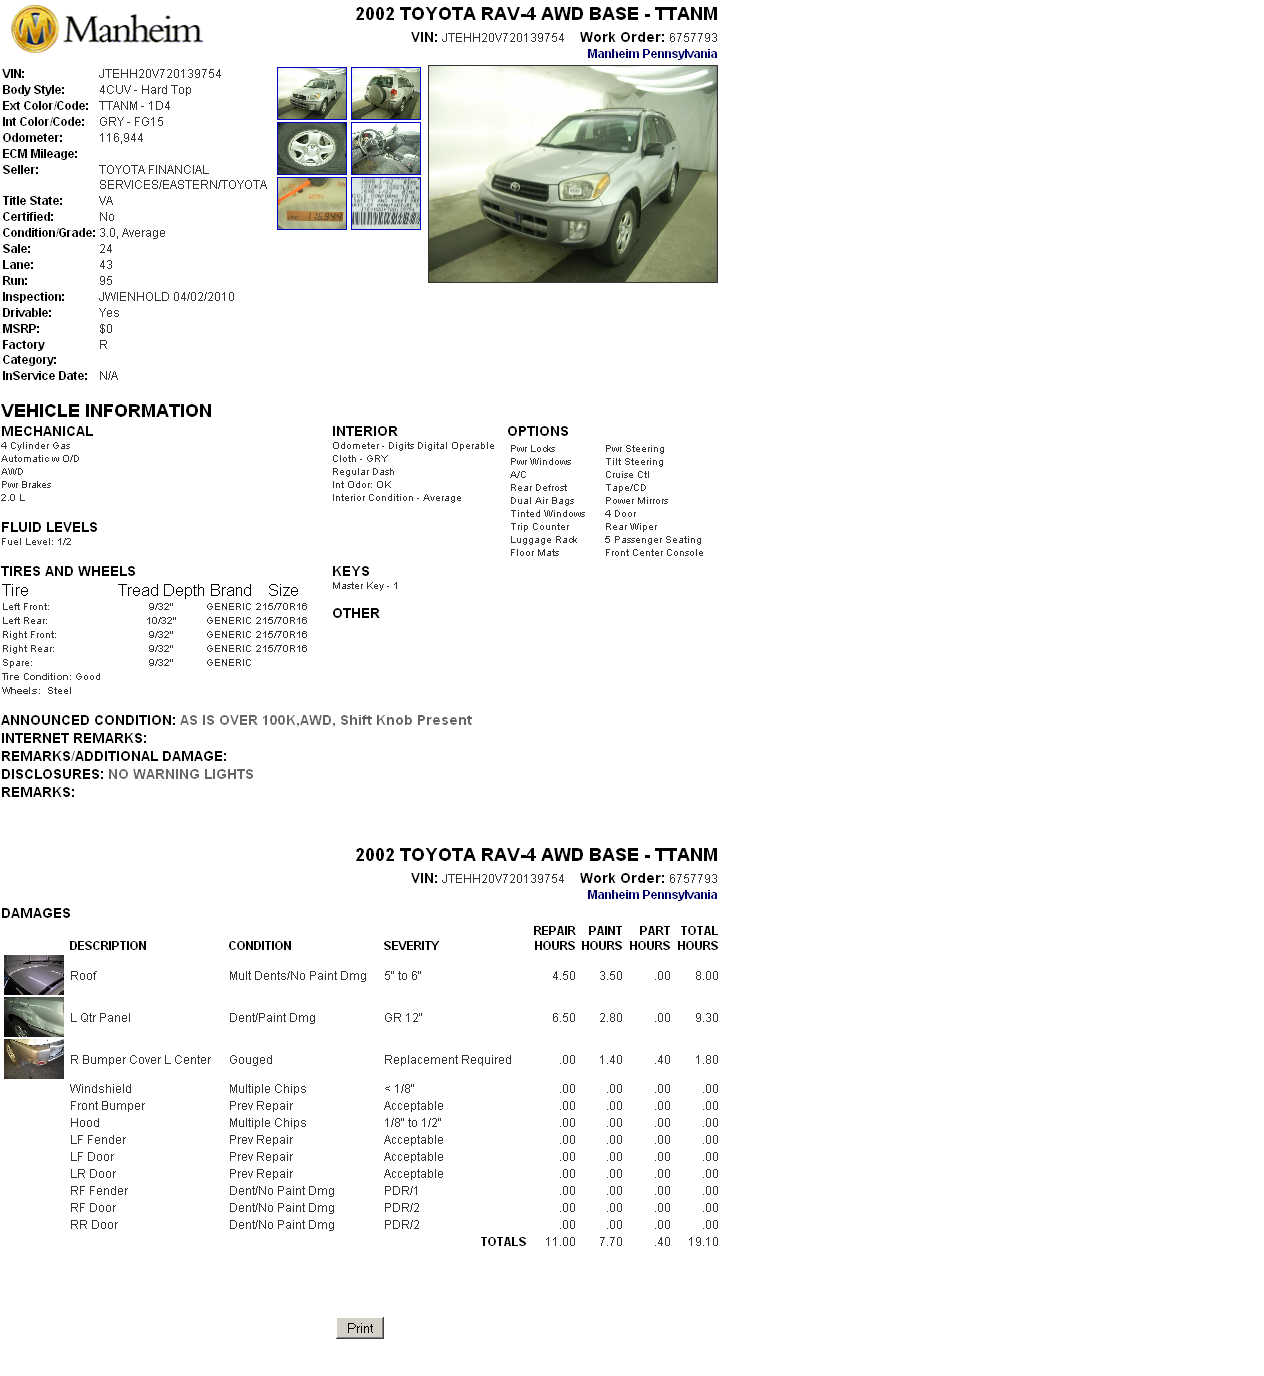 Manheim
2002 TOYOTA RAV-4 AWD BASE - TTANM
VIN: JTEHH20V720139754 Work Order: 6757793
Manheim Pennsylvania
VIN: JTEHH20V720139754
Body Style: 4CUV - Hard Top
Ext Color/Code: TTANM - 1D4
Int Color/Code: GRY - FG15
Odometer: 116,944
ECM Mileage:
Seller: TOYOTA FINANCIAL
SERVICES/EASTERN/TOYOTA
Title State: VA
Certified: No
Condition/Grade: 3.0, Average
Sale: 24
Lane: 43
Run: 95
Inspection: JWIENHOLD 04/02/2010
Drivable: Yes
MSRP: $0
Factory R
Category:
InService Date: N/A
116944
VEHICLE INFORMATION
MECHANICAL
4 Cylinder Gas
Automatic w O/D
AWD
Pwr Brakes
2.0 L
FLUID LEVELS
Fuel Level: 1/2
INTERIOR
Odometer - Digits Digital Operable
Cloth - GRY
Regular Dash
Int Odor: OK
Interior Condition - Average
OPTIONS
Pwr Locks Pwr Steering
Pwr Windows Tilt Steering
A/C Cruise Ctl
Rear Defrost Tape/CD
Dual Air Bags Power Mirrors
Tinted Windows 4 Door
Trip Counter Rear Wiper
Luggage Rack 5 Passenger Seating
Floor Mats Front Center Console
TIRES AND WHEELS
Tire Tread Depth Brand Size
Left Front: 9/32" GENERIC 215/70R16
Left Rear: 10/32" GENERIC 215/70R16
Right Front: 9/32" GENERIC 215/70R16
Right Rear: 9/32" GENERIC 215/70R16
Spare: 9/32" GENERIC
Tire Condition: Good
Wheels: Steel
KEYS
Master Key - 1
OTHER
ANNOUNCED CONDITION: AS IS OVER 100K,AWD, Shift Knob Present
INTERNET REMARKS:
REMARKS/ADDITIONAL DAMAGE:
DISCLOSURES: NO WARNING LIGHTS
REMARKS:
2002 TOYOTA RAV-4 AWD BASE - TTANM
VIN: JTEHH20V720139754 Work Order: 6757793
Manheim Pennsylvania
DAMAGES
REPAIR PAINT PART TOTAL
DESCRIPTION CONDITION SEVERITY HOURS HOURS HOURS HOURS
Roof Mult Dents/No Paint Dmg 5" to 6" 4.50 3.50 .00 8.00
L Qtr Panel Dent/Paint Dmg GR 12" 6.50 2.80 .00 9.30
R Bumper Cover L Center Gouged Replacement Required .00 1.40 .40 1.80
Windshield Multiple Chips < 1/8" .00 .00 .00 .00
Front Bumper Prev Repair Acceptable .00 .00 .00 .00
Hood Multiple Chips 1/8" to 1/2" .00 .00 .00 .00
LF Fender Prev Repair Acceptable .00 .00 .00 .00
LF Door Prev Repair Acceptable .00 .00 .00 .00
LR Door Prev Repair Acceptable .00 .00 .00 .00
RF Fender Dent/No Paint Dmg PDR/1 .00 .00 .00 .00
RF Door Dent/No Paint Dmg PDR/2 .00 .00 .00 .00
RR Door Dent/No Paint Dmg PDR/2 .00 .00 .00 .00
TOTALS 11.00 7.70 .40 19.10
Print